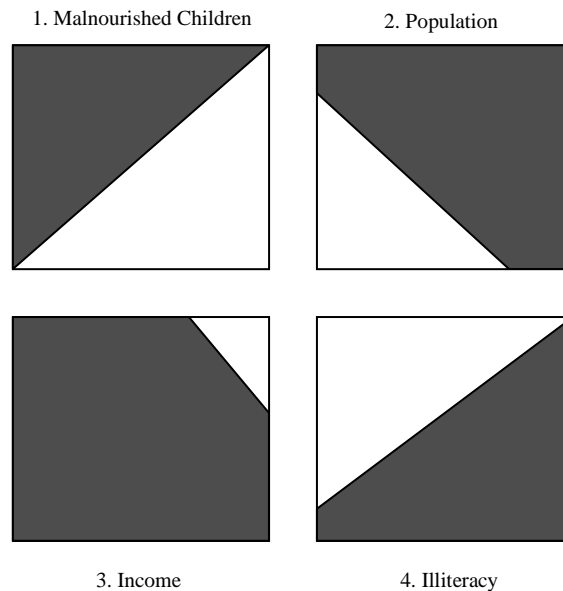 1. Malnourished Children
2. Population
3. Income
4. Illiteracy